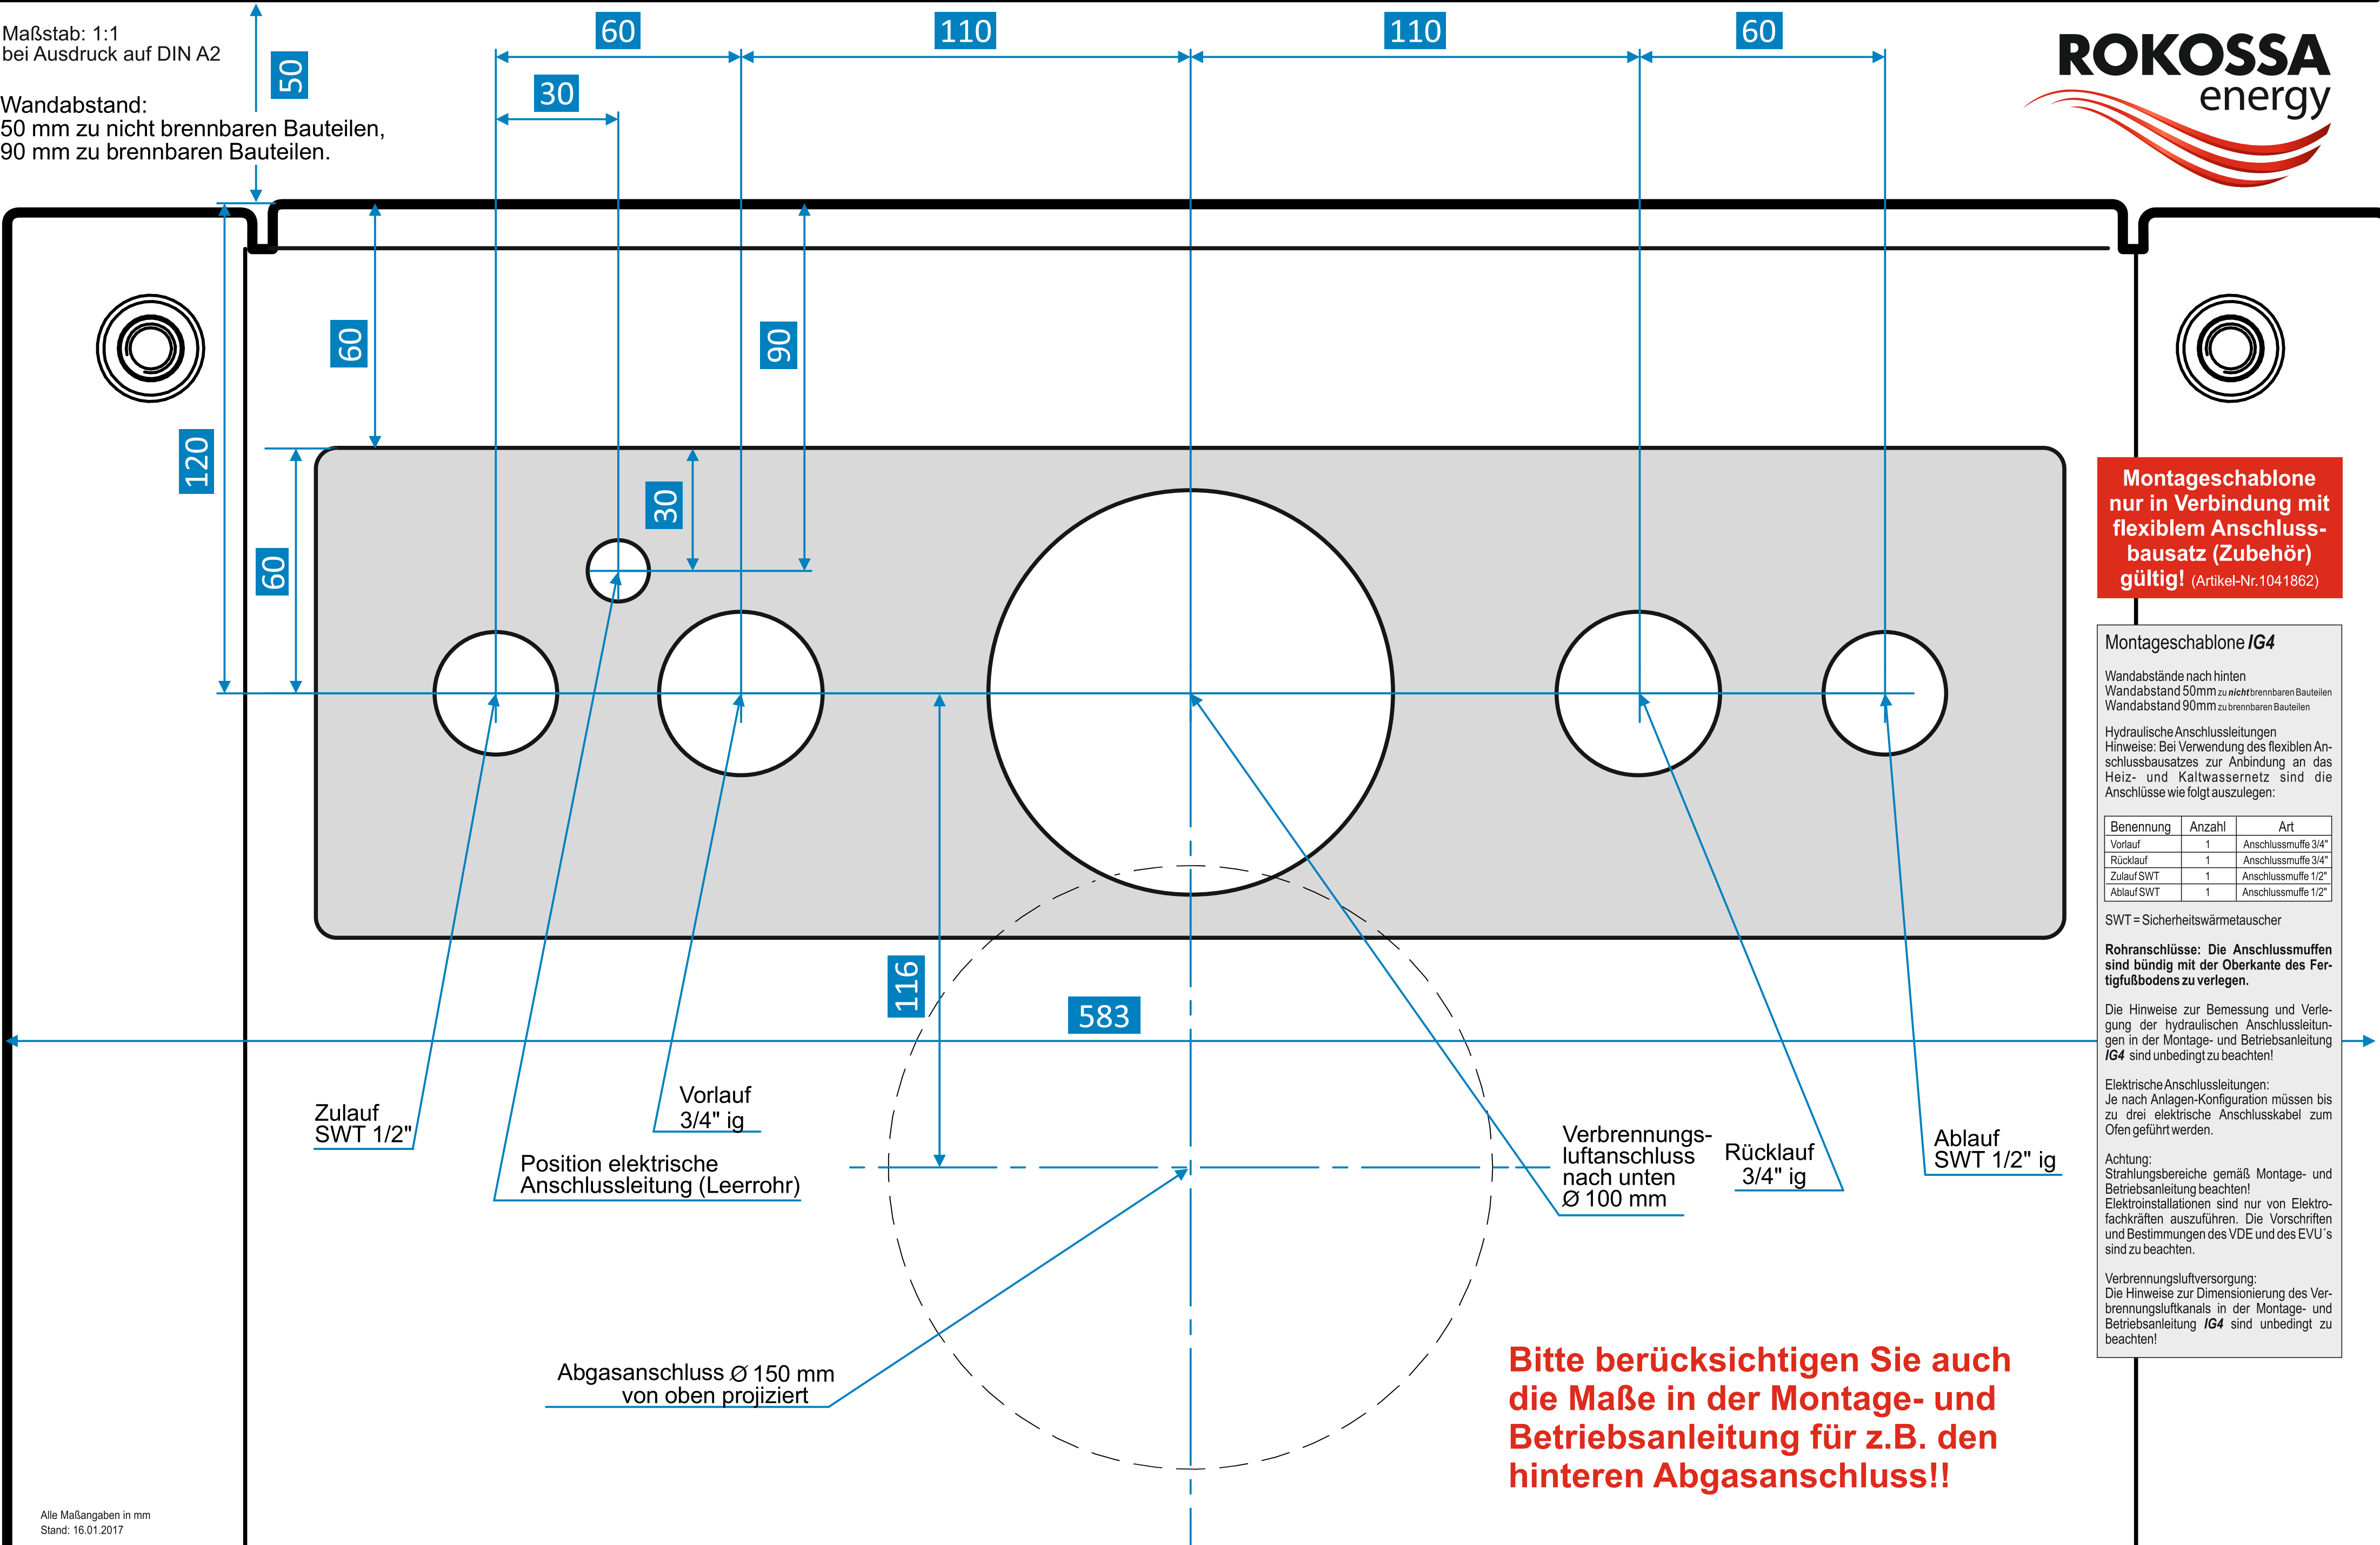 Maßstab: 1:1
bei Ausdruck auf DIN A2
Wandabstand:
50 mm zu nicht brennbaren Bauteilen,
90 mm zu brennbaren Bauteilen.
50
60
110
110
60
30
ROKOSSA
energy
60
90
120
30
60
116
583
Zulauf
SWT 1/2"
Vorlauf
3/4" ig
Position elektrische
Anschlussleitung (Leerrohr)
Verbrennungs-
luftanschluss
nach unten
Ø 100 mm
Rücklauf
3/4" ig
Ablauf
SWT 1/2" ig
Abgasanschluss Ø 150 mm
von oben projiziert
Bitte berücksichtigen Sie auch
die Maße in der Montage- und
Betriebsanleitung für z.B. den
hinteren Abgasanschluss!!
Alle Maßangaben in mm
Stand: 16.01.2017
Montageschablone
nur in Verbindung mit
flexiblem Anschluss-
bausatz (Zubehör)
gültig! (Artikel-Nr.1041862)
Montageschablone IG4
Wandabstände nach hinten
Wandabstand 50mm zu nicht brennbaren Bauteilen
Wandabstand 90mm zu brennbaren Bauteilen
Hydraulische Anschlussleitungen
Hinweise: Bei Verwendung des flexiblen An-
schlussbausatzes zur Anbindung an das
Heiz- und Kaltwassernetz sind die
Anschlüsse wie folgt auszulegen:
Benennung Anzahl Art
Vorlauf 1 Anschlussmuffe 3/4"
Rücklauf 1 Anschlussmuffe 3/4"
Zulauf SWT 1 Anschlussmuffe 1/2"
Ablauf SWT 1 Anschlussmuffe 1/2"
SWT = Sicherheitswärmetauscher
Rohranschlüsse: Die Anschlussmuffen
sind bündig mit der Oberkante des Fer-
tigfußbodens zu verlegen.
Die Hinweise zur Bemessung und Verle-
gung der hydraulischen Anschlussleitun-
gen in der Montage- und Betriebsanleitung
IG4 sind unbedingt zu beachten!
Elektrische Anschlussleitungen:
Je nach Anlagen-Konfiguration müssen bis
zu drei elektrische Anschlusskabel zum
Ofen geführt werden.
Achtung:
Strahlungsbereiche gemäß Montage- und
Betriebsanleitung beachten!
Elektroinstallationen sind nur von Elektro-
fachkräften auszuführen. Die Vorschriften
und Bestimmungen des VDE und des EVU´s
sind zu beachten.
Verbrennungsluftversorgung:
Die Hinweise zur Dimensionierung des Ver-
brennungsluftkanals in der Montage- und
Betriebsanleitung IG4 sind unbedingt zu
beachten!